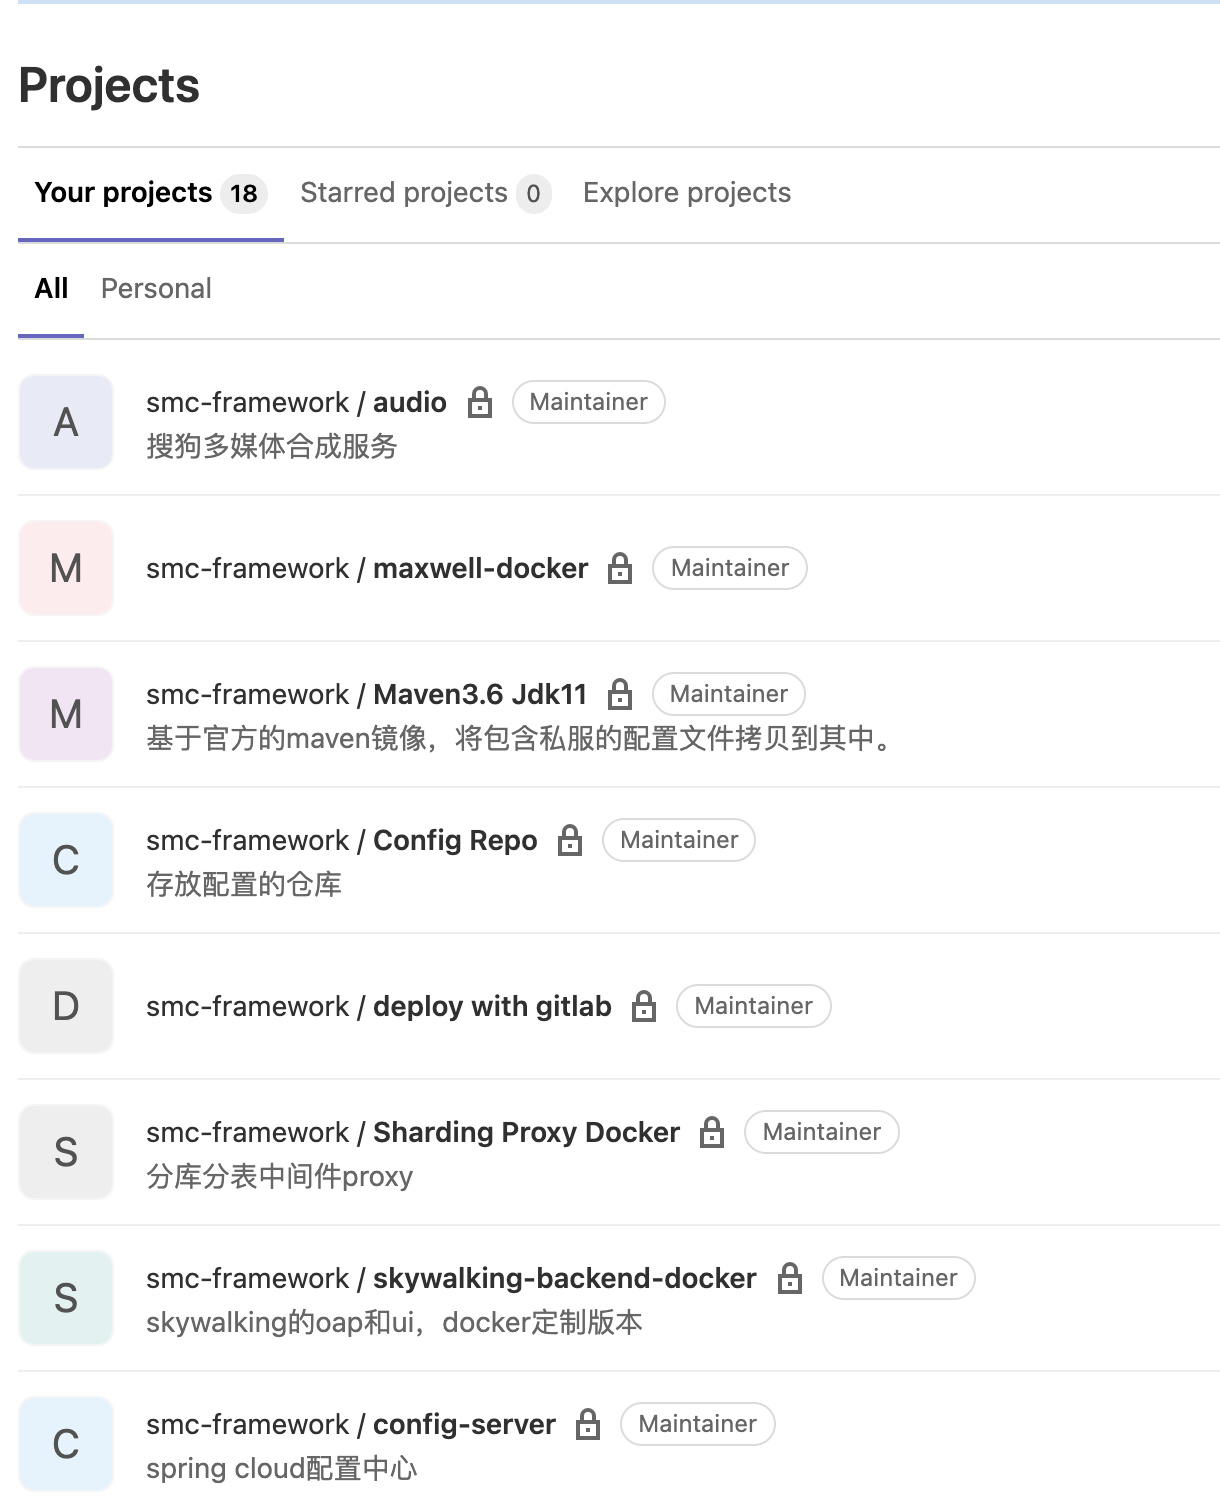 Projects
Your projects 18 Starred projects 0 Explore projects
All Personal
A
smc-framework / audio Maintainer
搜狗多媒体合成服务
M
smc-framework / maxwell-docker Maintainer
M
smc-framework / Maven3.6 Jdk11 Maintainer
基于官方的maven镜像，将包含私服的配置文件拷贝到其中。
C
smc-framework / Config Repo Maintainer
存放配置的仓库
D
smc-framework / deploy with gitlab Maintainer
S
smc-framework / Sharding Proxy Docker Maintainer
分库分表中间件proxy
S
smc-framework / skywalking-backend-docker Maintainer
skywalking的oap和ui，docker定制版本
C
smc-framework / config-server Maintainer
spring cloud配置中心